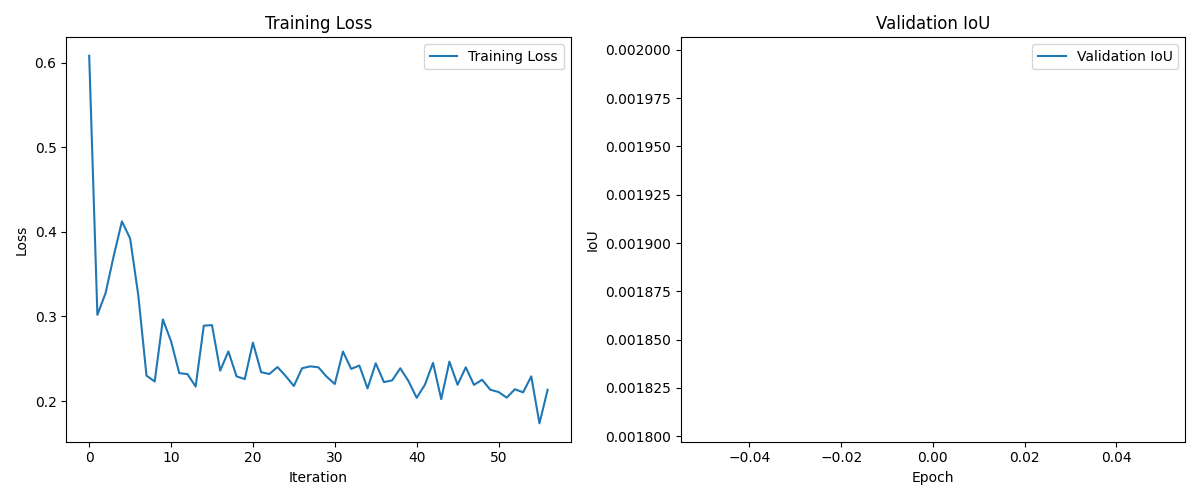 Training Loss
Training Loss
0.6
0.5
0.4
0.3
0.2
Loss
0 10 20 30 40 50
Iteration
Validation IoU
Validation IoU
0.002000
0.001975
0.001950
0.001925
0.001900
0.001875
0.001850
0.001825
0.001800
IoU
−0.04 −0.02 0.00 0.02 0.04
Epoch